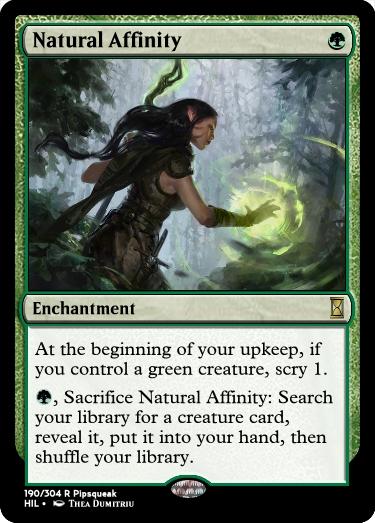 Natural Affinity
Enchantment
At the beginning of your upkeep, if
you control a green creature, scry 1.
, Sacrifice Natural Affinity: Search
your library for a creature card,
reveal it, put it into your hand, then
shuffle your library.
190/304 R Pipsqueak
HIL • Thea Dumitriu